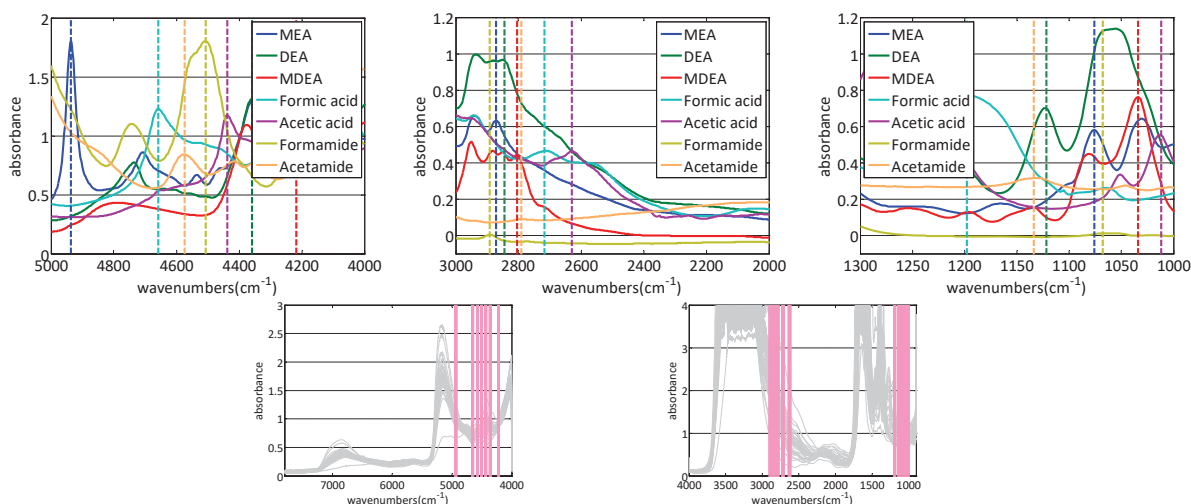 2
1.5
1
0.5
0
5000 4800 4600 4400 4200 4000
absorbance
wavenumbers(cm-1)
MEA
DEA
MDEA
Formic acid
Acetic acid
Formamide
Acetamide
1.2
1
0.8
0.6
0.4
0.2
0
3000 2800 2600 2400 2200 2000
absorbance
wavenumbers(cm-1)
MEA
DEA
MDEA
Formic acid
Acetic acid
Formamide
Acetamide
1.2
1
0.8
0.6
0.4
0.2
0
1300 1250 1200 1150 1100 1050 1000
absorbance
wavenumbers(cm-1)
MEA
DEA
MDEA
Formic acid
Acetic acid
Formamide
Acetamide
3
2.5
2
1.5
1
0.5
0
7000 6000 5000 4000
absorbance
wavenumbers(cm-1)
4
3
2
1
0
4000 3500 3000 2500 2000 1500 1000
absorbance
wavenumbers(cm-1)